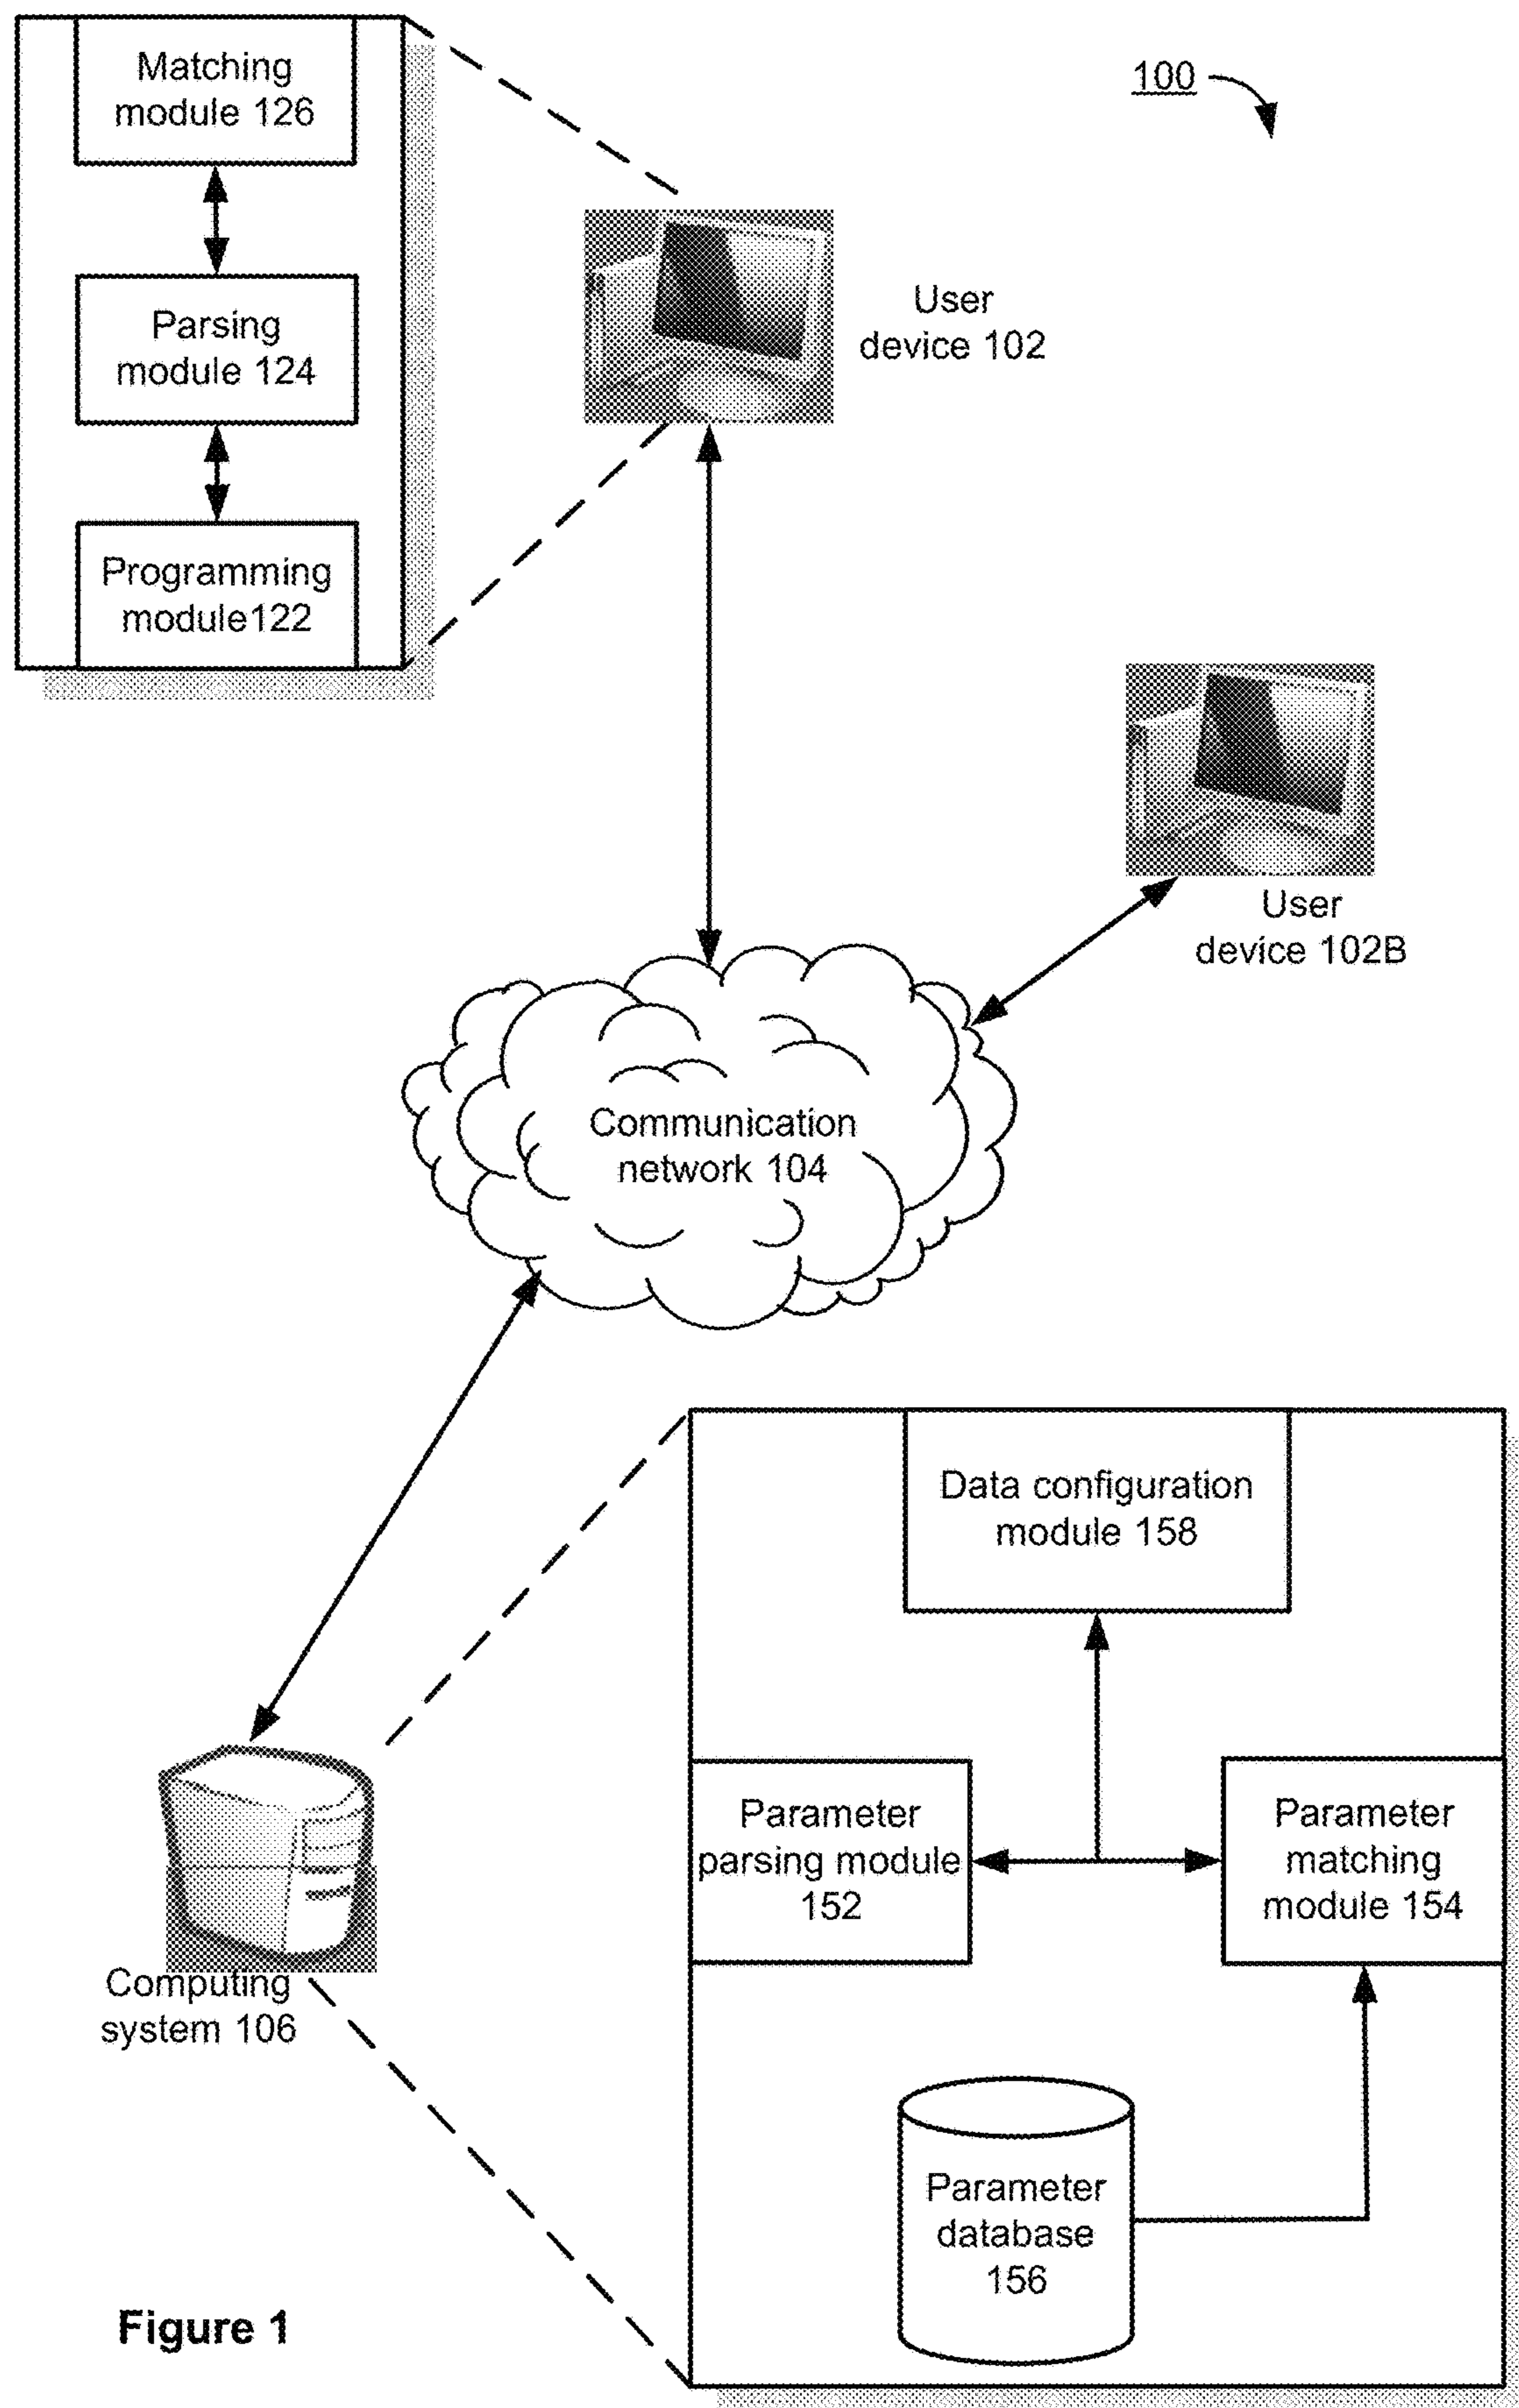 Matching
module 126
100
Parsing
module 124
User
device 102
Programming
module122
User
device 102B
Communication
network 104
Data configuration
module 158
Parameter
parsing module
152
Parameter
matching
module 154
Computing
system 106
Parameter
database
156
Figure 1